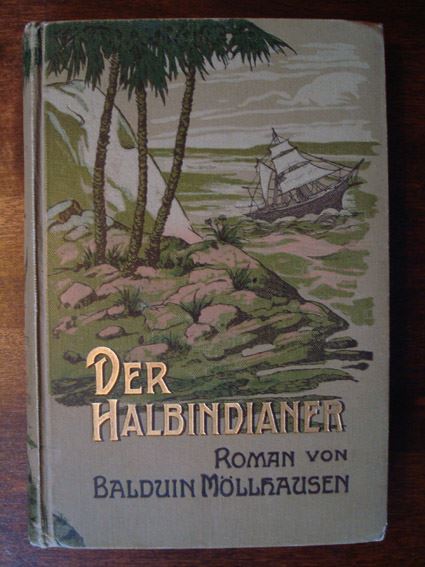 DER
HALBINDIANER
ROMAN VON
BALDUIN MÖLLHAUSEN